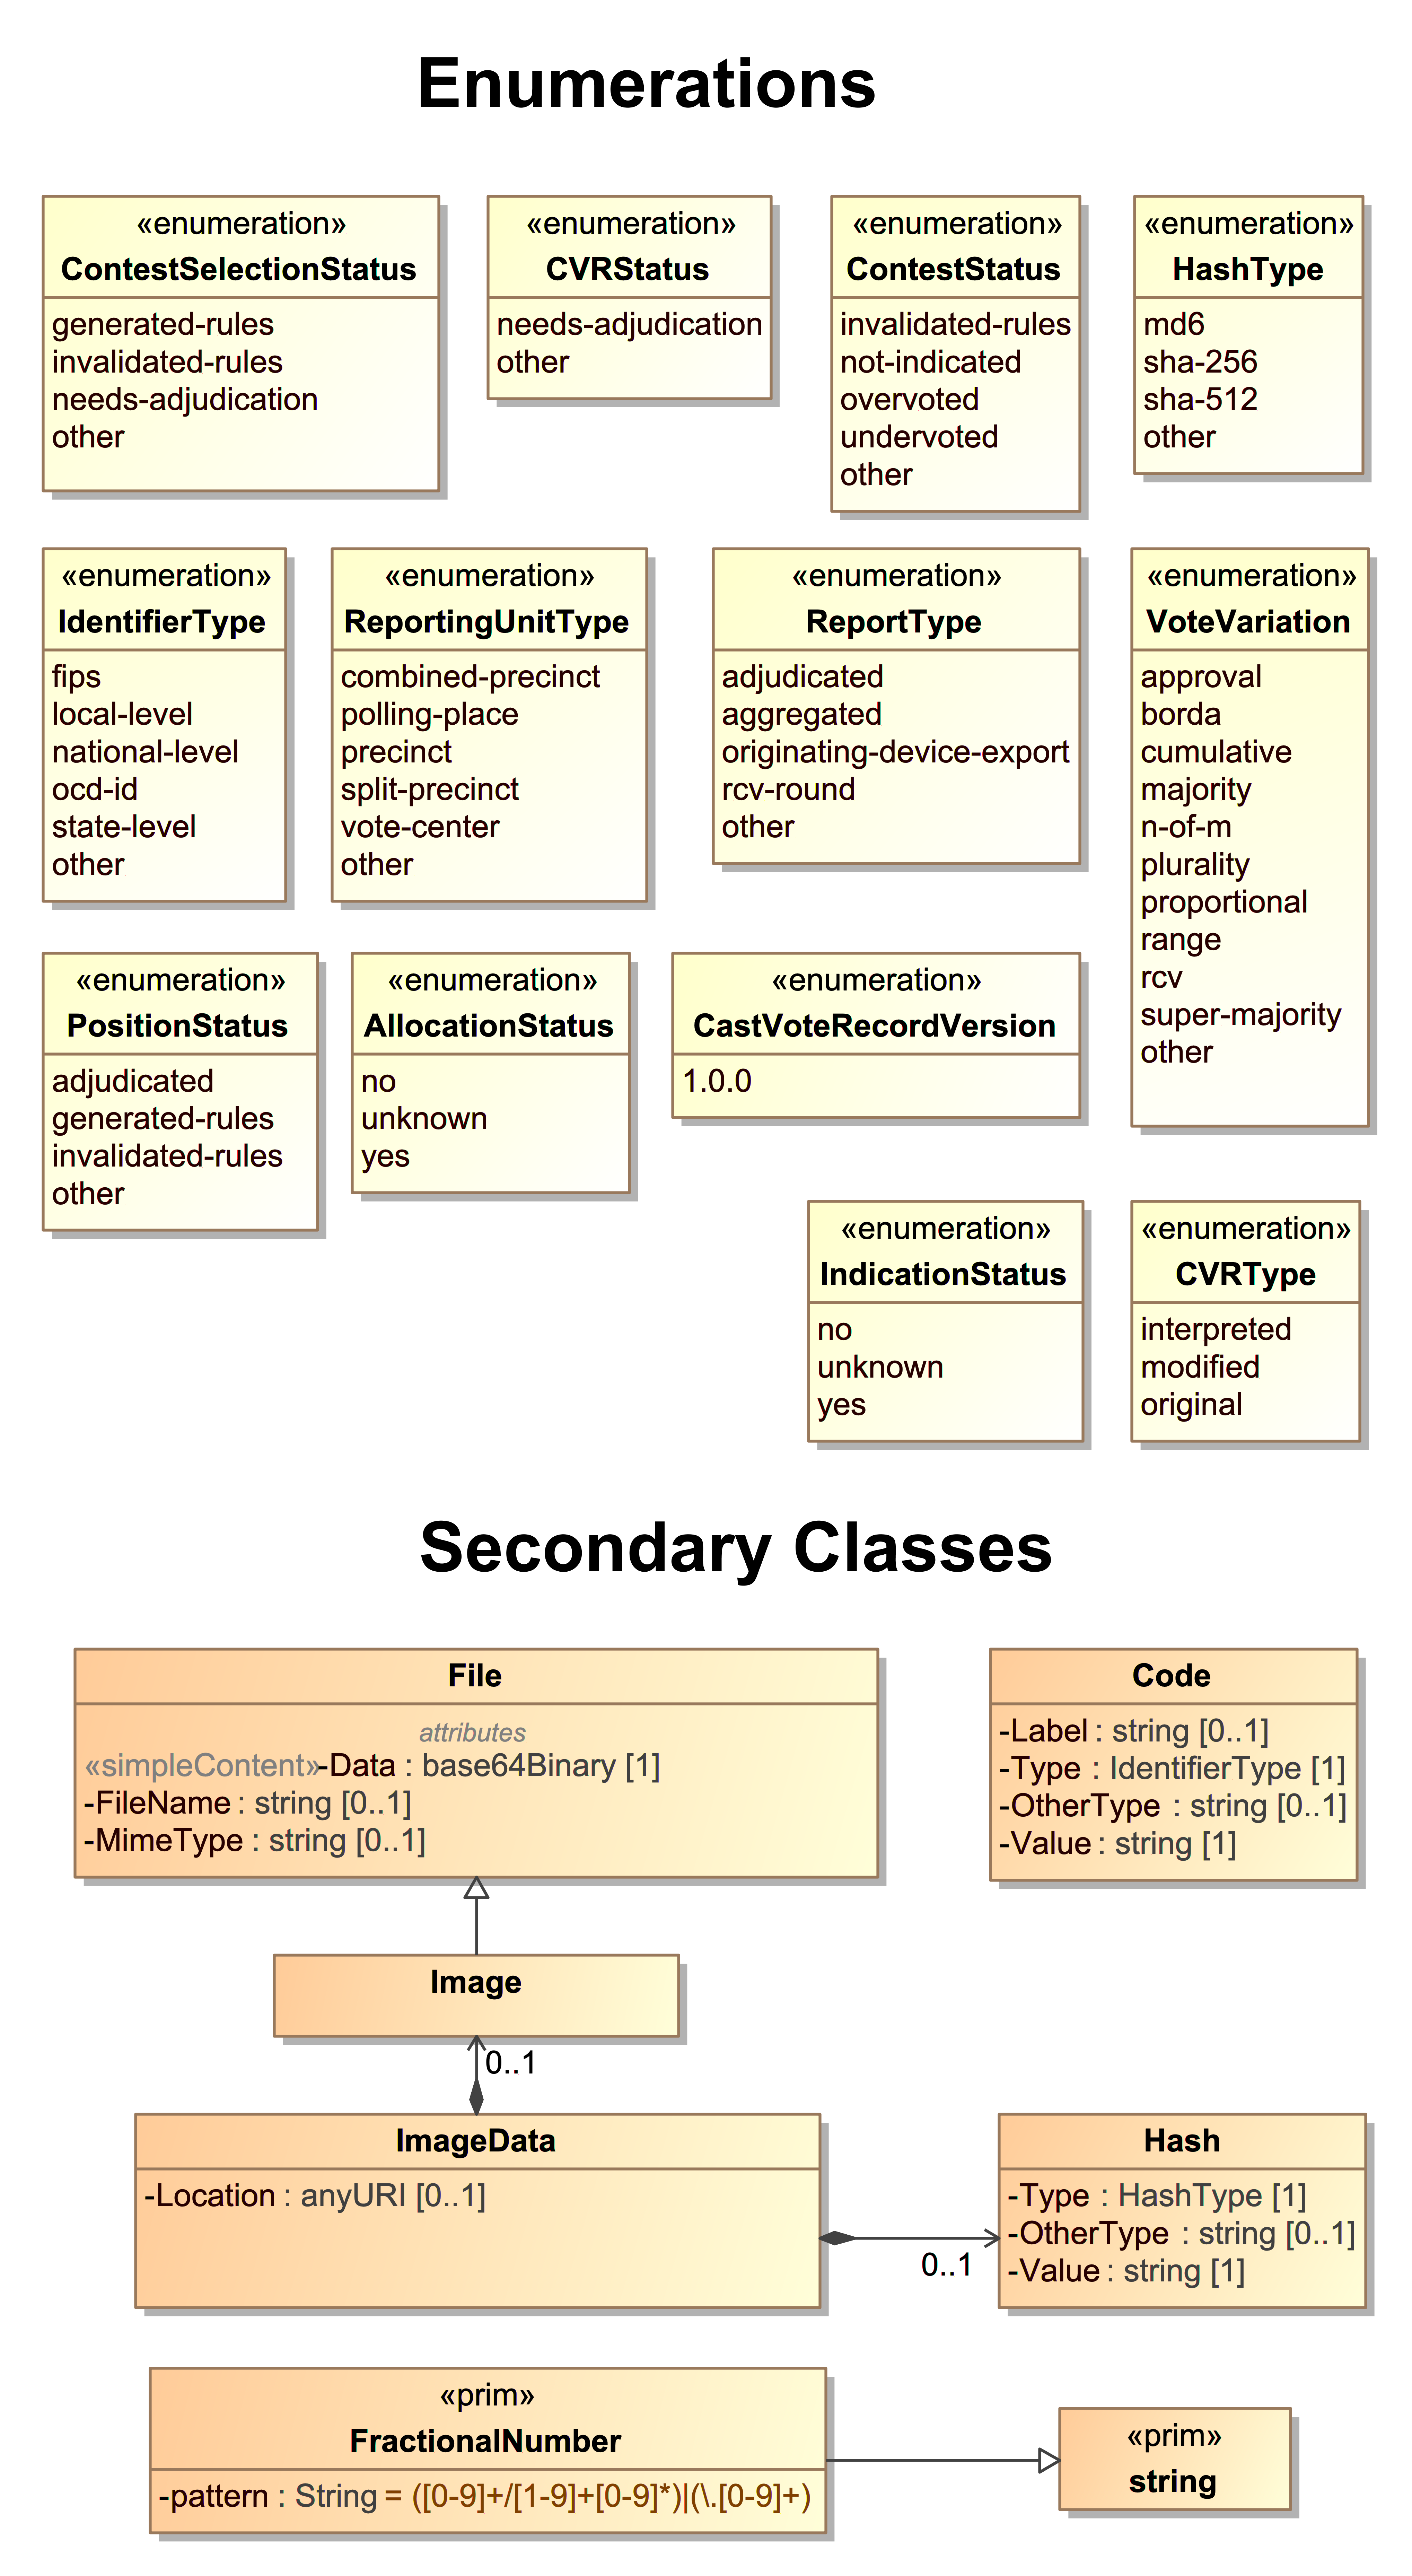 Enumerations
«enumeration»
ContestSelectionStatus
generated-rules
invalidated-rules
needs-adjudication
other
«enumeration»
CVRStatus
needs-adjudication
other
«enumeration»
ContestStatus
invalidated-rules
not-indicated
overvoted
undervoted
other
«enumeration»
HashType
md6
sha-256
sha-512
other
«enumeration»
IdentifierType
fips
local-level
national-level
ocd-id
state-level
other
«enumeration»
ReportingUnitType
combined-precinct
polling-place
precinct
split-precinct
vote-center
other
«enumeration»
ReportType
adjudicated
aggregated
originating-device-export
rcv-round
other
«enumeration»
VoteVariation
approval
borda
cumulative
majority
n-of-m
plurality
proportional
range
rcv
super-majority
other
«enumeration»
PositionStatus
adjudicated
generated-rules
invalidated-rules
other
«enumeration»
AllocationStatus
no
unknown
yes
«enumeration»
CastVoteRecordVersion
1.0.0
«enumeration»
IndicationStatus
no
unknown
yes
«enumeration»
CVRType
interpreted
modified
original
Secondary Classes
File
attributes
«simpleContent»-Data : base64Binary [1]
-FileName : string [0..1]
-MimeType : string [0..1]
Code
-Label : string [0..1]
-Type : IdentifierType [1]
-OtherType : string [0..1]
-Value : string [1]
Image
0..1
ImageData
-Location : anyURI [0..1]
0..1
Hash
-Type : HashType [1]
-OtherType : string [0..1]
-Value : string [1]
«prim»
FractionalNumber
-pattern : String = ([0-9]+/[1-9]+[0-9]*)|(\.[0-9]+)
«prim»
string